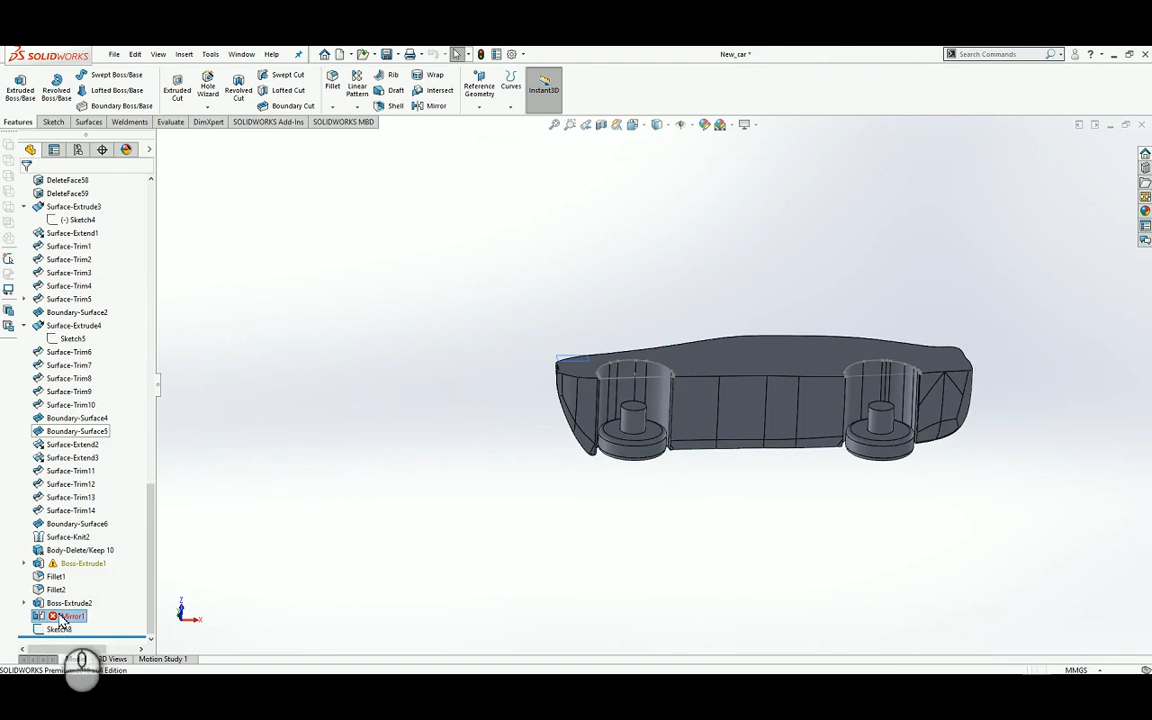 SOLIDWORKS File Edit View Insert Tools Window Help New_car * Search Commands
Extruded Boss/Base
Revolved Boss/Base
Swept Boss/Base
Lofted Boss/Base
Boundary Boss/Base
Extruded Cut
Hole Wizard
Revolved Cut
Swept Cut
Lofted Cut
Boundary Cut
Fillet
Linear Pattern
Rib
Draft
Shell
Wrap
Intersect
Mirror
Reference Geometry
Curves
Instant3D
Features Sketch Surfaces Weldments Evaluate DimXpert SOLIDWORKS Add-Ins SOLIDWORKS MBD
DeleteFace58
DeleteFace59
Surface-Extrude3
(-) Sketch4
Surface-Extend1
Surface-Trim1
Surface-Trim2
Surface-Trim3
Surface-Trim4
Surface-Trim5
Boundary-Surface2
Surface-Extrude4
Sketch5
Surface-Trim6
Surface-Trim7
Surface-Trim8
Surface-Trim9
Surface-Trim10
Boundary-Surface4
Boundary-Surface5
Surface-Extend2
Surface-Extend3
Surface-Trim11
Surface-Trim12
Surface-Trim13
Surface-Trim14
Boundary-Surface6
Surface-Knit2
Body-Delete/Keep 10
Boss-Extrude1
Fillet1
Fillet2
Boss-Extrude2
Mirror1
Sketch8
Z
X
3D Views Motion Study 1
Edition MMGS